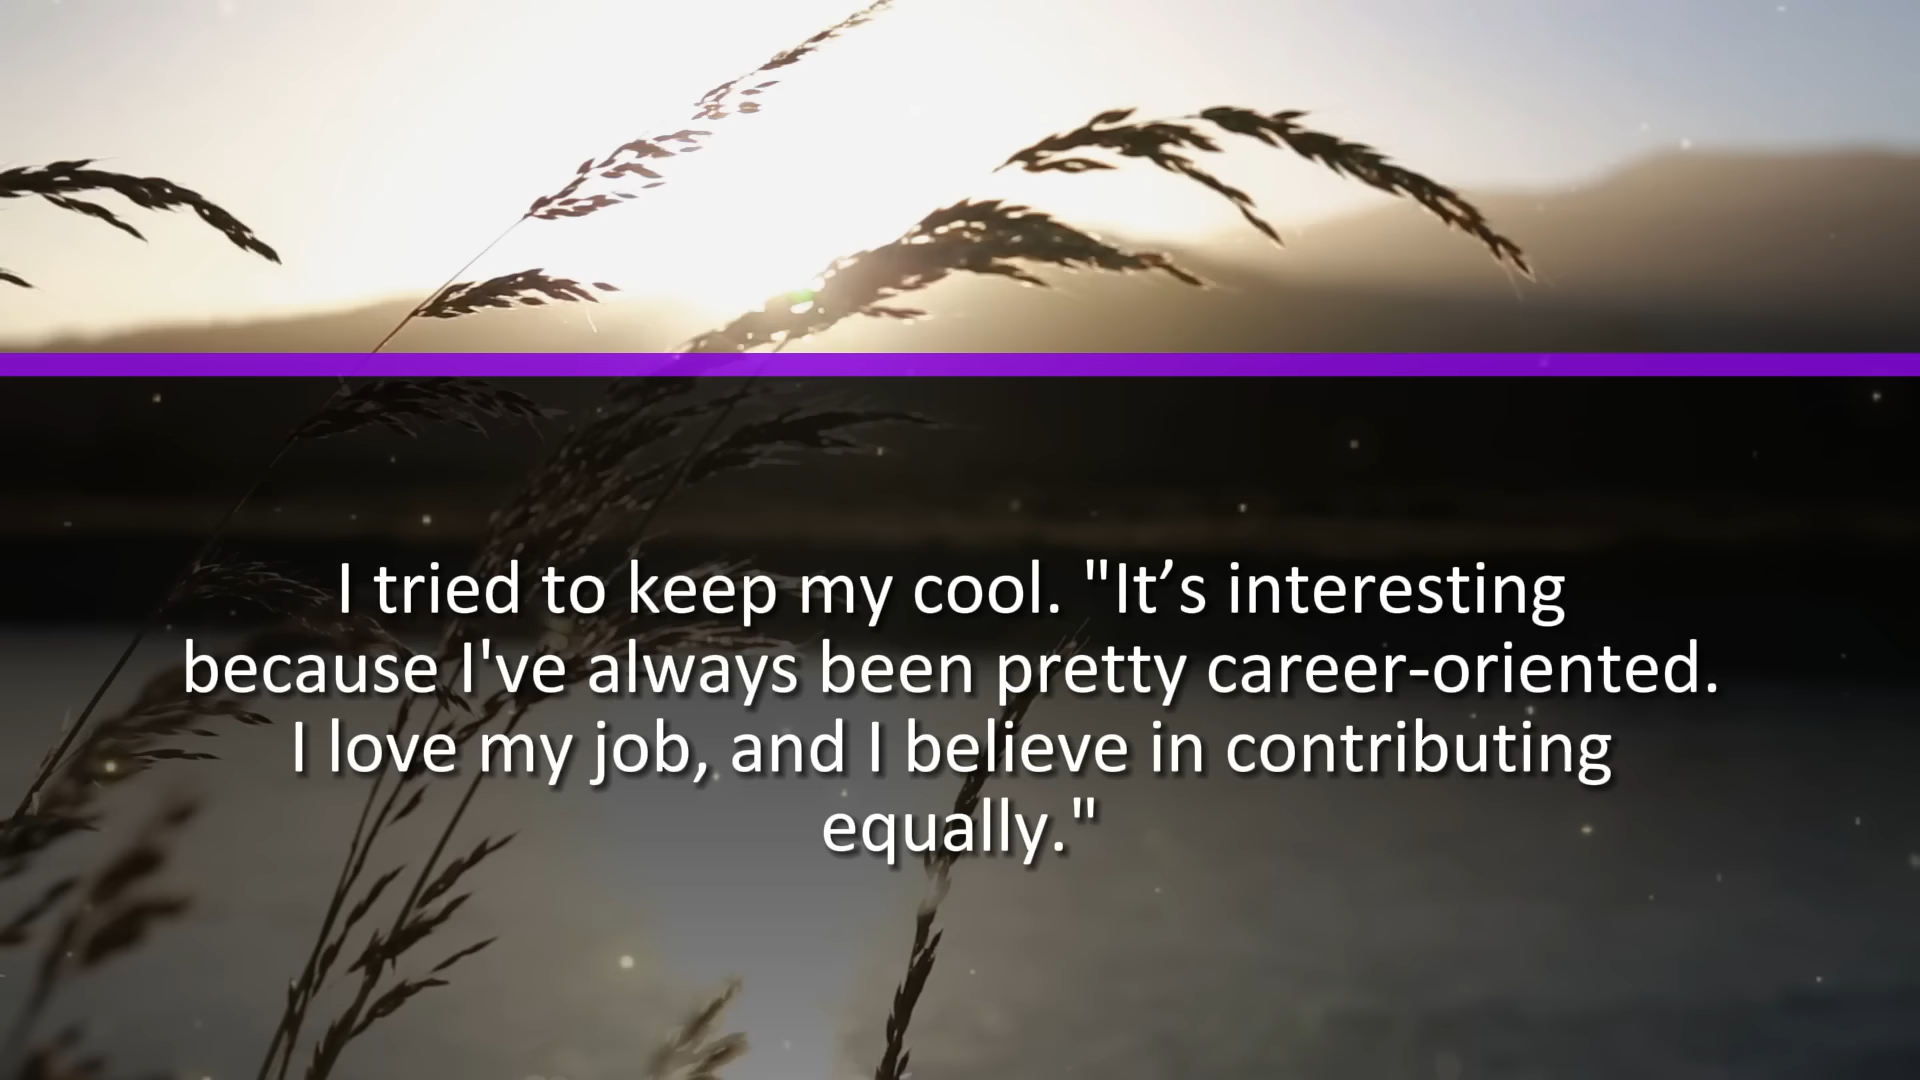 I tried to keep my cool. "It’s interesting
because I've always been pretty career-oriented.
I love my job, and I believe in contributing
equally."